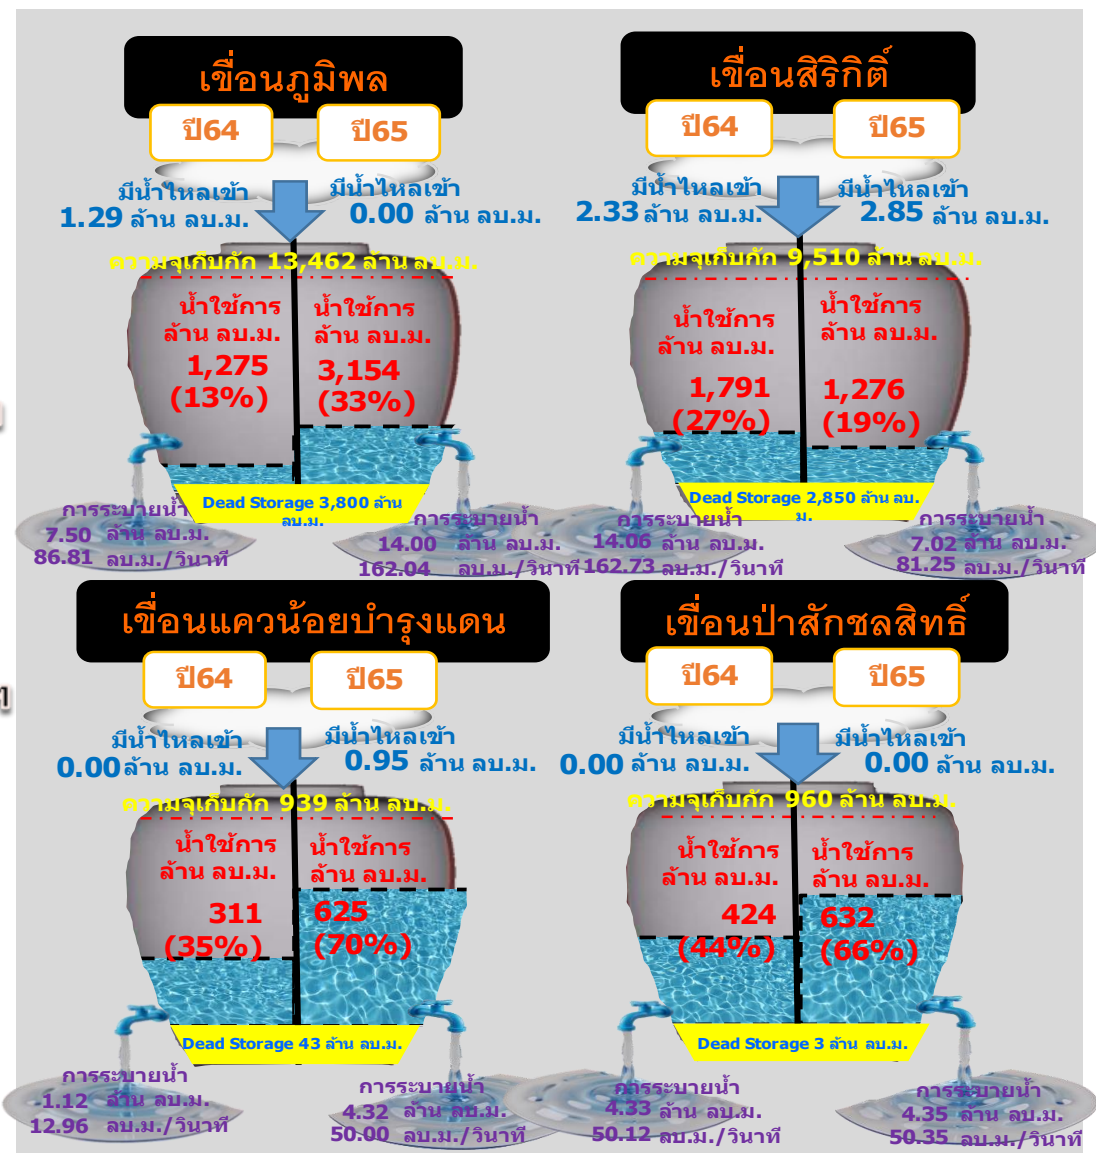 เขื่อนภูมิพล
ปี64
ปี65
มีน้ำไหลเข้า
1.29 ล้าน ลบ.ม.
มีน้ำไหลเข้า
0.00 ล้าน ลบ.ม.
ความจุเก็บกัก 13,462 ล้าน ลบ.ม.
น้ำใช้การ
ล้าน ลบ.ม.
1,275
(13%)
น้ำใช้การ
ล้าน ลบ.ม.
3,154
(33%)
Dead Storage 3,800 ล้าน
ลบ.ม.
การระบายน้ำ
7.50 ล้าน ลบ.ม.
86.81 ลบ.ม./วินาที
การระบายน้ำ
14.00 ล้าน ลบ.ม.
162.04 ลบ.ม./วินาที
เขื่อนสิริกิติ์
ปี64
ปี65
มีน้ำไหลเข้า
2.33 ล้าน ลบ.ม.
มีน้ำไหลเข้า
2.85 ล้าน ลบ.ม.
ความจุเก็บกัก 9,510 ล้าน ลบ.ม.
น้ำใช้การ
ล้าน ลบ.ม.
1,791
(27%)
น้ำใช้การ
ล้าน ลบ.ม.
1,276
(19%)
Dead Storage 2,850 ล้าน ลบ.
ม.
การระบายน้ำ
14.06 ล้าน ลบ.ม.
162.73 ลบ.ม./วินาที
การระบายน้ำ
7.02 ล้าน ลบ.ม.
81.25 ลบ.ม./วินาที
เขื่อนแควน้อยบำรุงแดน
ปี64
ปี65
มีน้ำไหลเข้า
0.00 ล้าน ลบ.ม.
มีน้ำไหลเข้า
0.95 ล้าน ลบ.ม.
ความจุเก็บกัก 939 ล้าน ลบ.ม.
น้ำใช้การ
ล้าน ลบ.ม.
311
(35%)
น้ำใช้การ
ล้าน ลบ.ม.
625
(70%)
Dead Storage 43 ล้าน ลบ.ม.
การระบายน้ำ
1.12 ล้าน ลบ.ม.
12.96 ลบ.ม./วินาที
การระบายน้ำ
4.32 ล้าน ลบ.ม.
50.00 ลบ.ม./วินาที
เขื่อนป่าสักชลสิทธิ์
ปี64
ปี65
มีน้ำไหลเข้า
0.00 ล้าน ลบ.ม.
มีน้ำไหลเข้า
0.00 ล้าน ลบ.ม.
ความจุเก็บกัก 960 ล้าน ลบ.ม.
น้ำใช้การ
ล้าน ลบ.ม.
424
(44%)
น้ำใช้การ
ล้าน ลบ.ม.
632
(66%)
Dead Storage 3 ล้าน ลบ.ม.
การระบายน้ำ
4.33 ล้าน ลบ.ม.
50.12 ลบ.ม./วินาที
การระบายน้ำ
4.35 ล้าน ลบ.ม.
50.35 ลบ.ม./วินาที